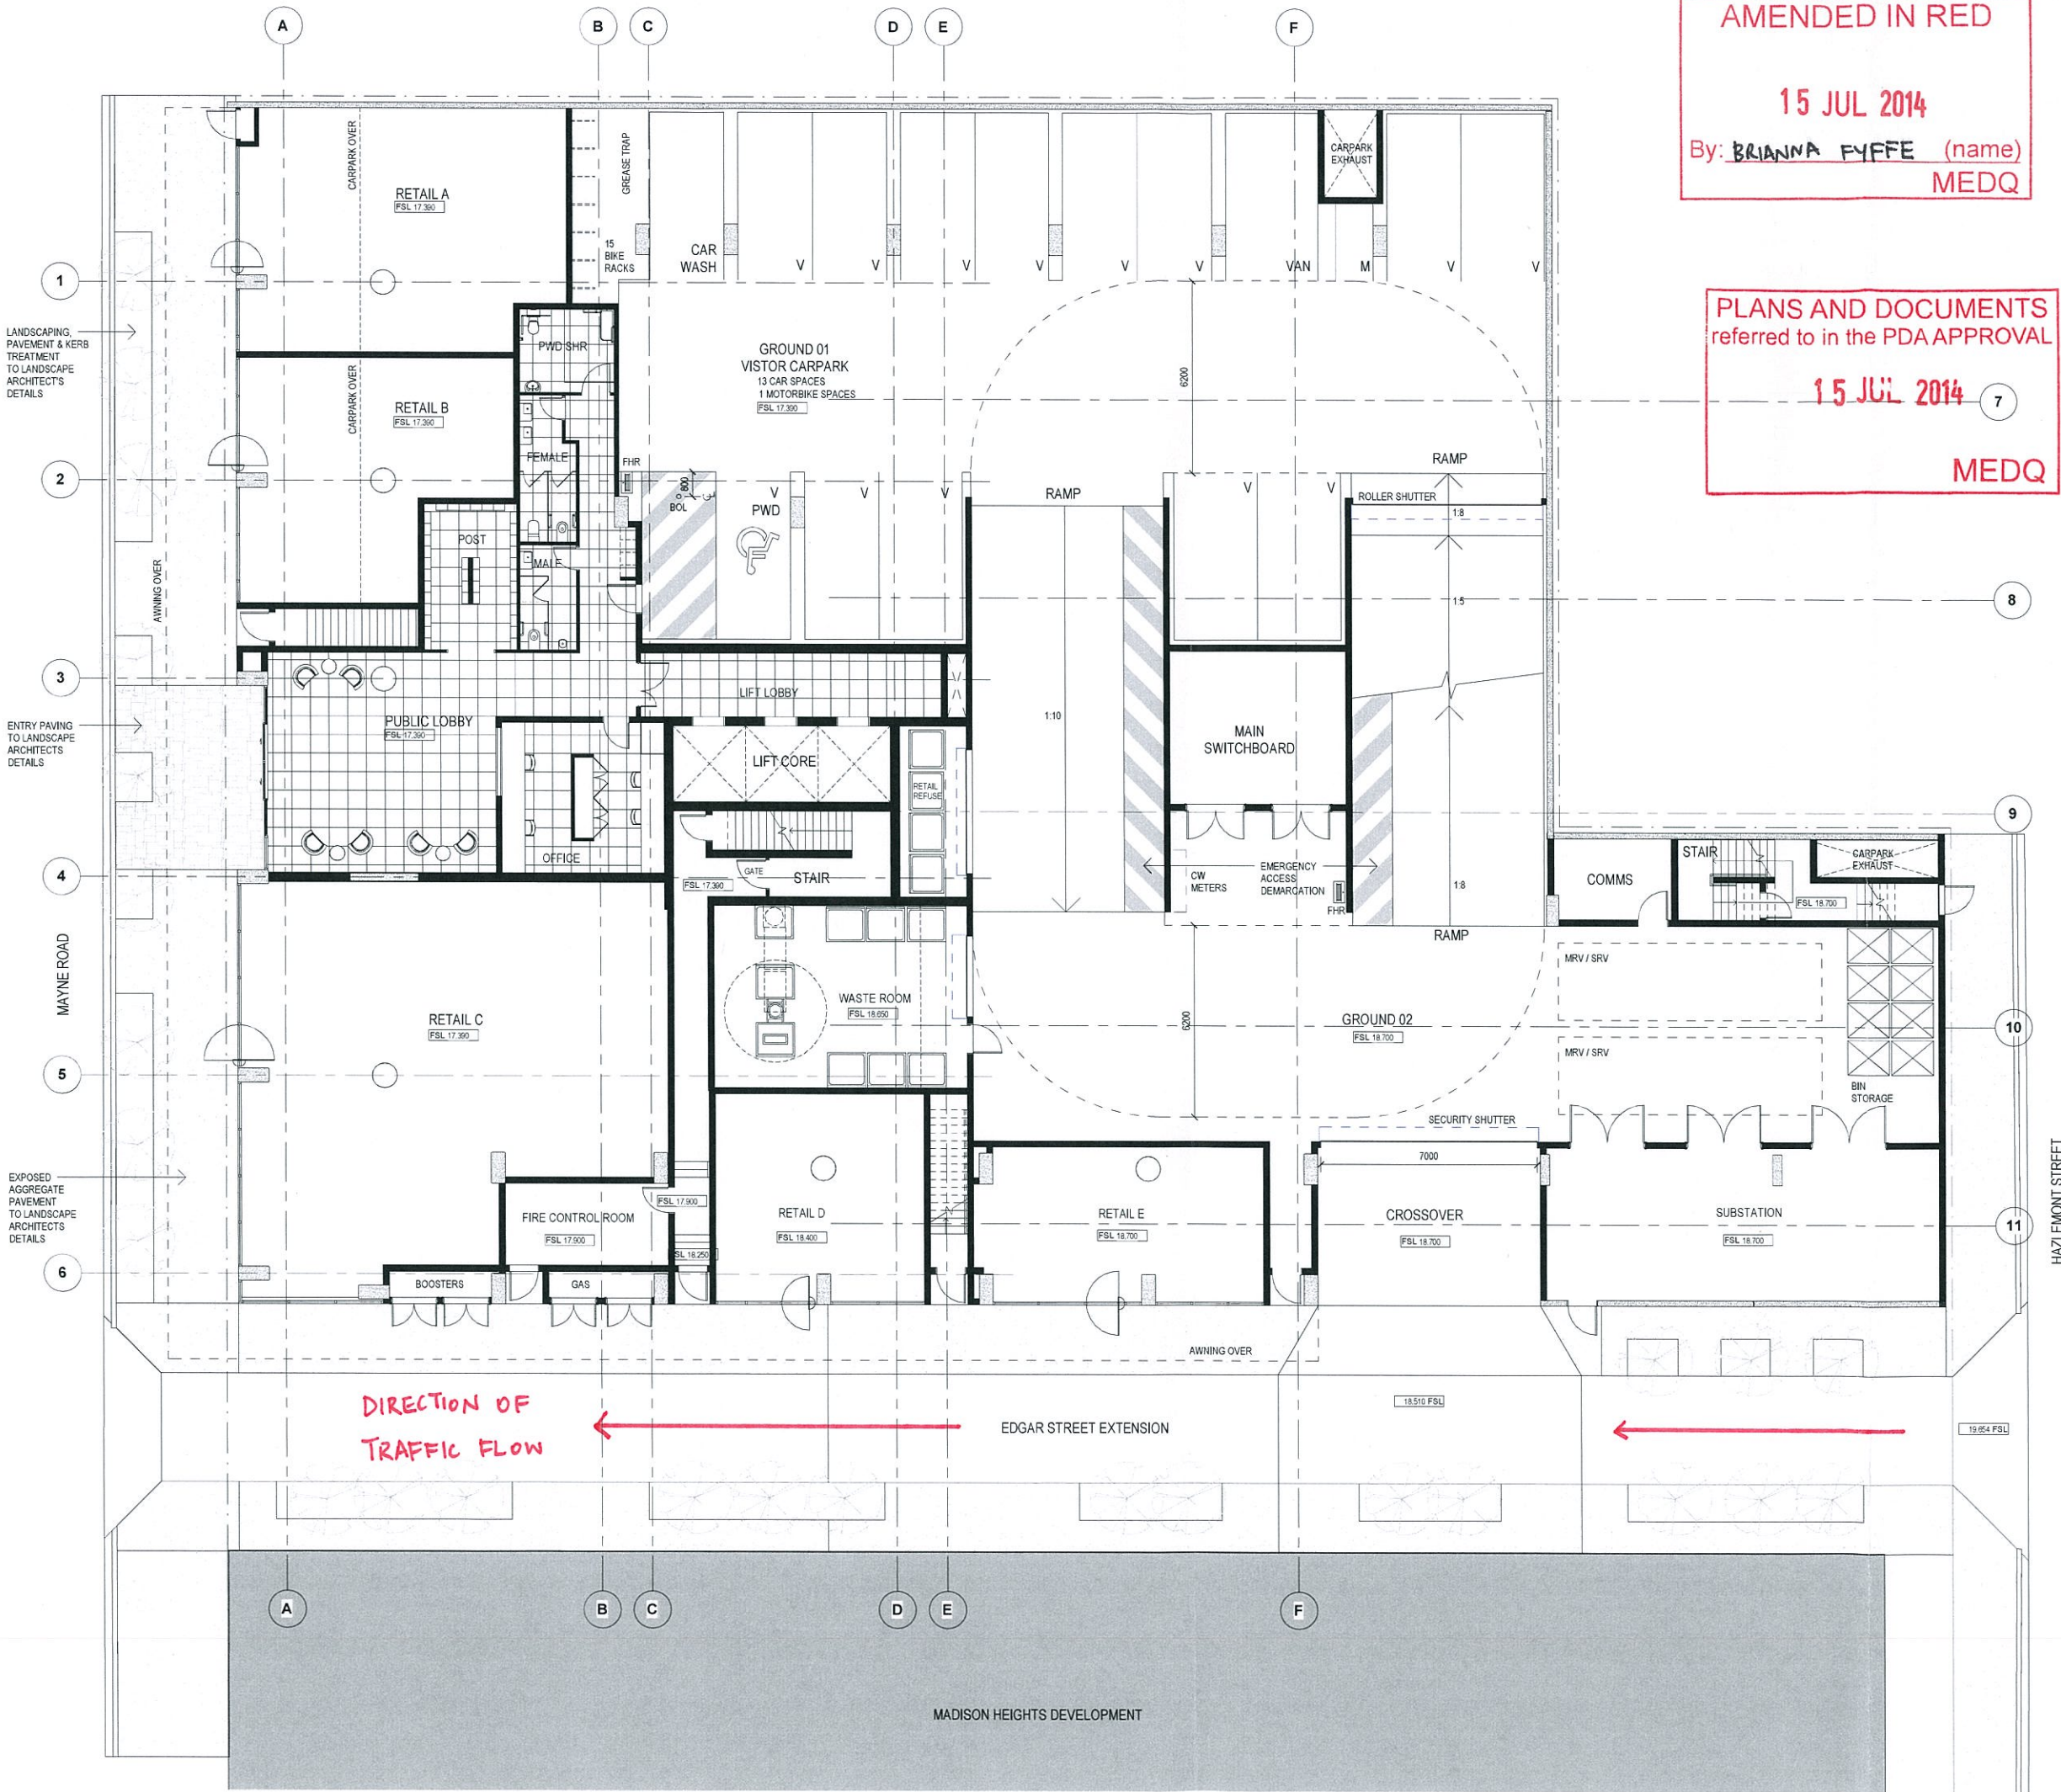 A
B
C
D
E
F
AMENDED IN RED
15 JUL 2014
By: BRIANNA FYFFE (name)
MEDQ
PLANS AND DOCUMENTS
referred to in the PDA APPROVAL
15 JUL 2014
MEDQ
CARPARK OVER
RETAIL A
FSL 17.390
GREASE TRAP
15
BIKE
RACKS
CAR
WASH
V
V
V
V
V
V
VAN
M
V
V
CARPARK
EXHAUST
1
LANDSCAPING,
PAVEMENT & KERB
TREATMENT
TO LANDSCAPE
ARCHITECT'S
DETAILS
PWD SHR
GROUND 01
VISTOR CARPARK
13 CAR SPACES
1 MOTORBIKE SPACES
FSL 17.390
6200
7
CARPARK OVER
RETAIL B
FSL 17.390
FEMALE
2
FHR
800
BOL
V
PWD
V
V
RAMP
V
V
RAMP
ROLLER SHUTTER
1:8
POST
MALE
AWNING OVER
1:5
8
3
LIFT LOBBY
ENTRY PAVING
TO LANDSCAPE
ARCHITECTS
DETAILS
PUBLIC LOBBY
FSL 17.390
1:10
MAIN
SWITCHBOARD
LIFT CORE
RETAIL
REFUSE
OFFICE
9
4
GATE
STAIR
FSL 17.390
CW
METERS
EMERGENCY
ACCESS
DEMARCATION
FHR
1:8
COMMS
STAIR
CARPARK
EXHAUST
FSL 18.700
RAMP
MAYNE ROAD
RETAIL C
FSL 17.390
WASTE ROOM
FSL 18.650
6200
GROUND 02
FSL 18.700
MRV / SRV
MRV / SRV
10
5
BIN
STORAGE
SECURITY SHUTTER
7000
HAZLEMONT STREET
EXPOSED
AGGREGATE
PAVEMENT
TO LANDSCAPE
ARCHITECTS
DETAILS
FIRE CONTROL ROOM
FSL 17.900
FSL 17.900
SL 18.250
RETAIL D
FSL 18.400
RETAIL E
FSL 18.700
CROSSOVER
FSL 18.700
SUBSTATION
FSL 18.700
11
6
BOOSTERS
GAS
AWNING OVER
DIRECTION OF
TRAFFIC FLOW
EDGAR STREET EXTENSION
18.510 FSL
19.654 FSL
A
B
C
D
E
F
MADISON HEIGHTS DEVELOPMENT